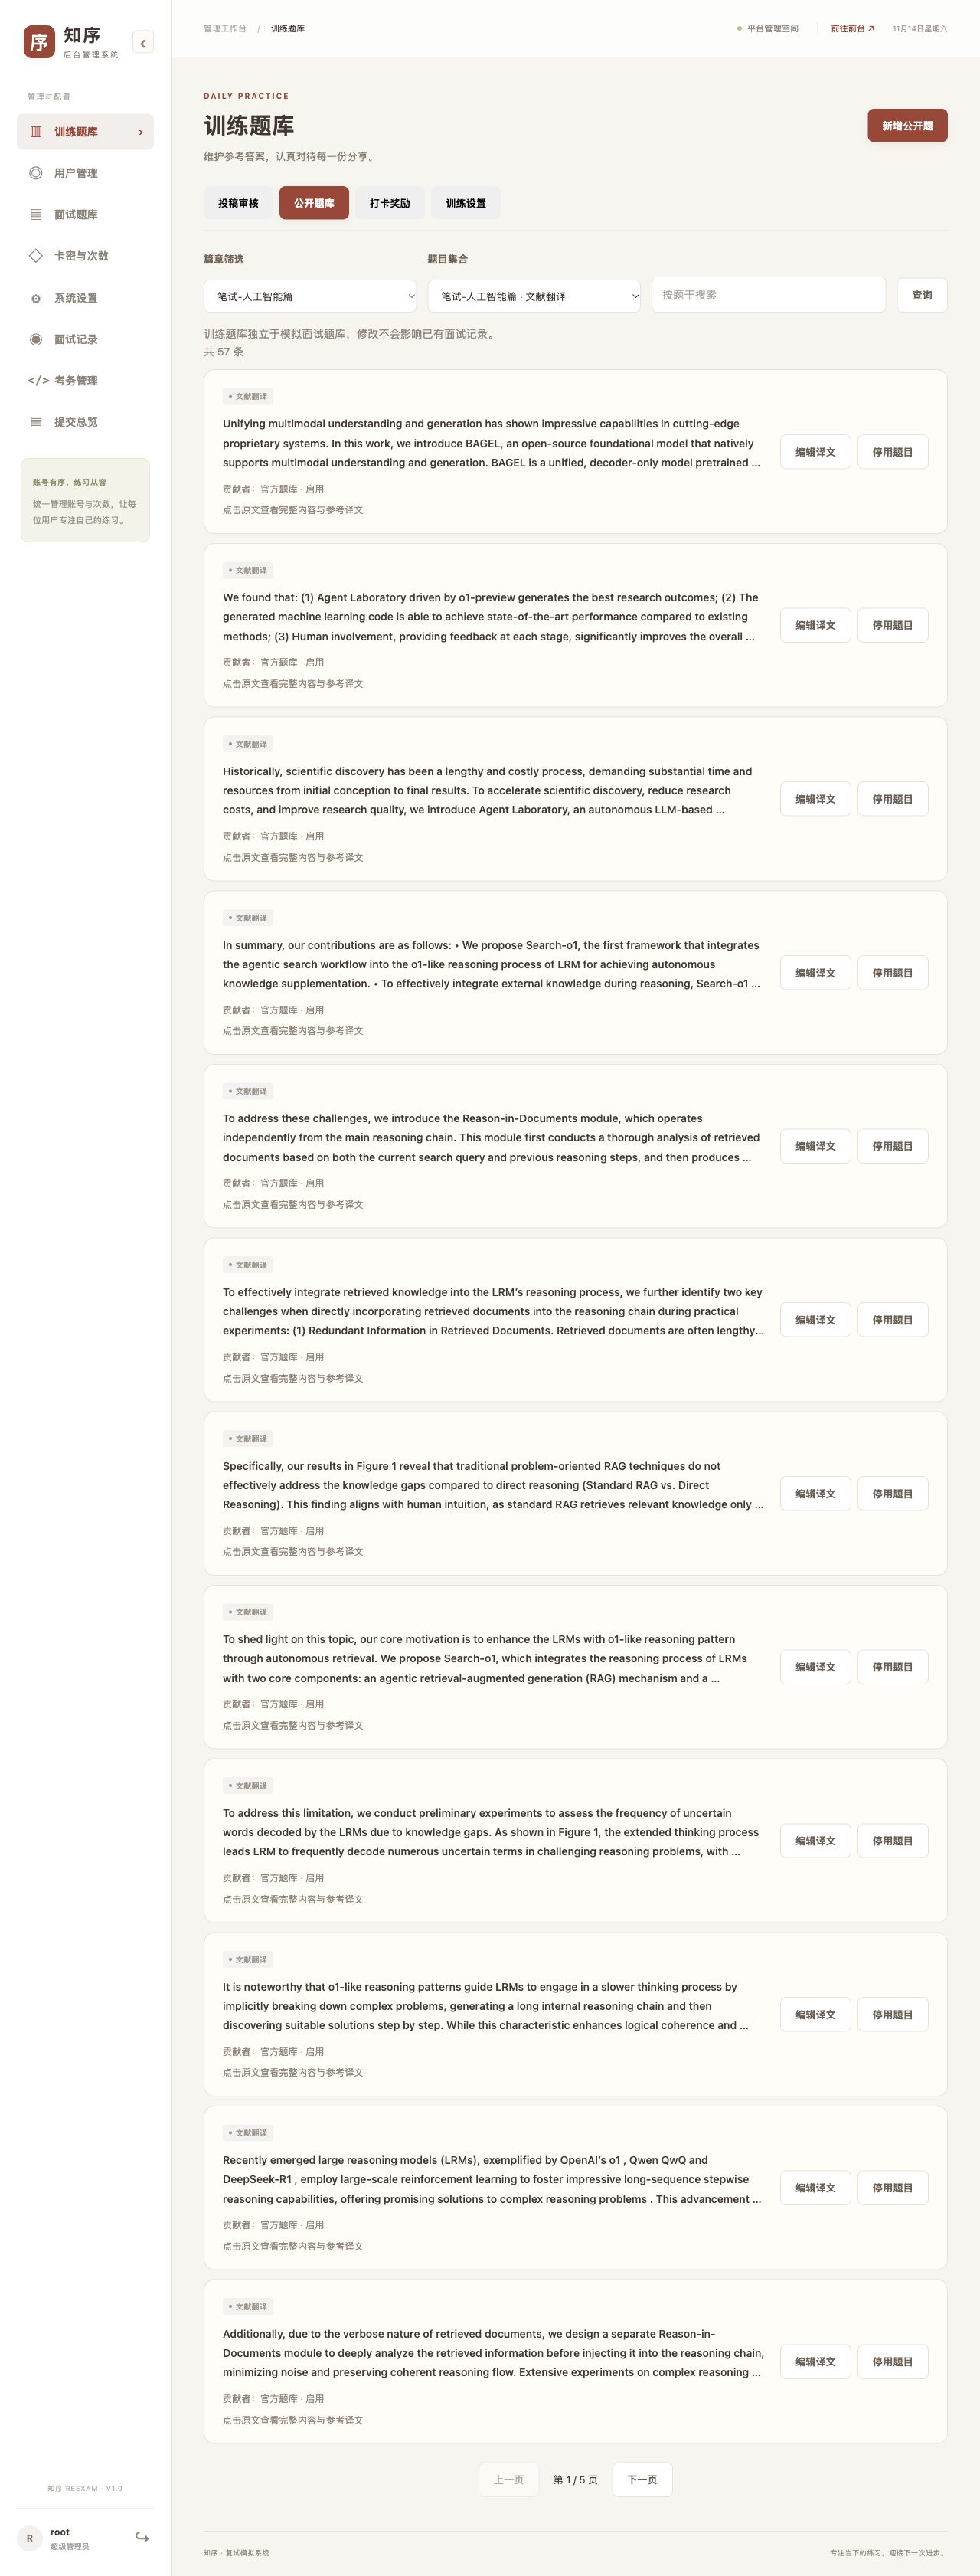 序
知序
后台管理系统
‹
管理与配置
训练题库
›
用户管理
面试题库
卡密与次数
系统设置
面试记录
</> 考务管理
提交总览
账号有序，练习从容
统一管理账号与次数，让每
位用户专注自己的练习。
知序 REEXAM · V1.0
R
root
超级管理员
管理工作台 / 训练题库
平台管理空间
前往前台 ↗
11月14日星期六
DAILY PRACTICE
训练题库
维护参考答案，认真对待每一份分享。
新增公开题
投稿审核
公开题库
打卡奖励
训练设置
篇章筛选
题目集合
笔试-人工智能篇
笔试-人工智能篇 · 文献翻译
按题干搜索
查询
训练题库独立于模拟面试题库，修改不会影响已有面试记录。
共 57 条
• 文献翻译
Unifying multimodal understanding and generation has shown impressive capabilities in cutting-edge
proprietary systems. In this work, we introduce BAGEL, an open-source foundational model that natively
supports multimodal understanding and generation. BAGEL is a unified, decoder-only model pretrained ...
贡献者：官方题库 · 启用
点击原文查看完整内容与参考译文
编辑译文
停用题目
• 文献翻译
We found that: (1) Agent Laboratory driven by o1-preview generates the best research outcomes; (2) The
generated machine learning code is able to achieve state-of-the-art performance compared to existing
methods; (3) Human involvement, providing feedback at each stage, significantly improves the overall ...
贡献者：官方题库 · 启用
点击原文查看完整内容与参考译文
编辑译文
停用题目
• 文献翻译
Historically, scientific discovery has been a lengthy and costly process, demanding substantial time and
resources from initial conception to final results. To accelerate scientific discovery, reduce research
costs, and improve research quality, we introduce Agent Laboratory, an autonomous LLM-based ...
贡献者：官方题库 · 启用
点击原文查看完整内容与参考译文
编辑译文
停用题目
• 文献翻译
In summary, our contributions are as follows: • We propose Search-o1, the first framework that integrates
the agentic search workflow into the o1-like reasoning process of LRM for achieving autonomous
knowledge supplementation. • To effectively integrate external knowledge during reasoning, Search-o1 ...
贡献者：官方题库 · 启用
点击原文查看完整内容与参考译文
编辑译文
停用题目
• 文献翻译
To address these challenges, we introduce the Reason-in-Documents module, which operates
independently from the main reasoning chain. This module first conducts a thorough analysis of retrieved
documents based on both the current search query and previous reasoning steps, and then produces ...
贡献者：官方题库 · 启用
点击原文查看完整内容与参考译文
编辑译文
停用题目
• 文献翻译
To effectively integrate retrieved knowledge into the LRM's reasoning process, we further identify two key
challenges when directly incorporating retrieved documents into the reasoning chain during practical
experiments: (1) Redundant Information in Retrieved Documents. Retrieved documents are often lengthy...
贡献者：官方题库 · 启用
点击原文查看完整内容与参考译文
编辑译文
停用题目
• 文献翻译
Specifically, our results in Figure 1 reveal that traditional problem-oriented RAG techniques do not
effectively address the knowledge gaps compared to direct reasoning (Standard RAG vs. Direct
Reasoning). This finding aligns with human intuition, as standard RAG retrieves relevant knowledge only ...
贡献者：官方题库 · 启用
点击原文查看完整内容与参考译文
编辑译文
停用题目
• 文献翻译
To shed light on this topic, our core motivation is to enhance the LRMs with o1-like reasoning pattern
through autonomous retrieval. We propose Search-o1, which integrates the reasoning process of LRMs
with two core components: an agentic retrieval-augmented generation (RAG) mechanism and a ...
贡献者：官方题库 · 启用
点击原文查看完整内容与参考译文
编辑译文
停用题目
• 文献翻译
To address this limitation, we conduct preliminary experiments to assess the frequency of uncertain
words decoded by the LRMs due to knowledge gaps. As shown in Figure 1, the extended thinking process
leads LRM to frequently decode numerous uncertain terms in challenging reasoning problems, with ...
贡献者：官方题库 · 启用
点击原文查看完整内容与参考译文
编辑译文
停用题目
• 文献翻译
It is noteworthy that o1-like reasoning patterns guide LRMs to engage in a slower thinking process by
implicitly breaking down complex problems, generating a long internal reasoning chain and then
discovering suitable solutions step by step. While this characteristic enhances logical coherence and ...
贡献者：官方题库 · 启用
点击原文查看完整内容与参考译文
编辑译文
停用题目
• 文献翻译
Recently emerged large reasoning models (LRMs), exemplified by OpenAI's o1 , Qwen QwQ and
DeepSeek-R1 , employ large-scale reinforcement learning to foster impressive long-sequence stepwise
reasoning capabilities, offering promising solutions to complex reasoning problems . This advancement ...
贡献者：官方题库 · 启用
点击原文查看完整内容与参考译文
编辑译文
停用题目
• 文献翻译
Additionally, due to the verbose nature of retrieved documents, we design a separate Reason-in-
Documents module to deeply analyze the retrieved information before injecting it into the reasoning chain,
minimizing noise and preserving coherent reasoning flow. Extensive experiments on complex reasoning ...
贡献者：官方题库 · 启用
点击原文查看完整内容与参考译文
编辑译文
停用题目
上一页
第 1 / 5 页
下一页
知序 · 复试模拟系统
专注当下的练习，迎接下一次进步。